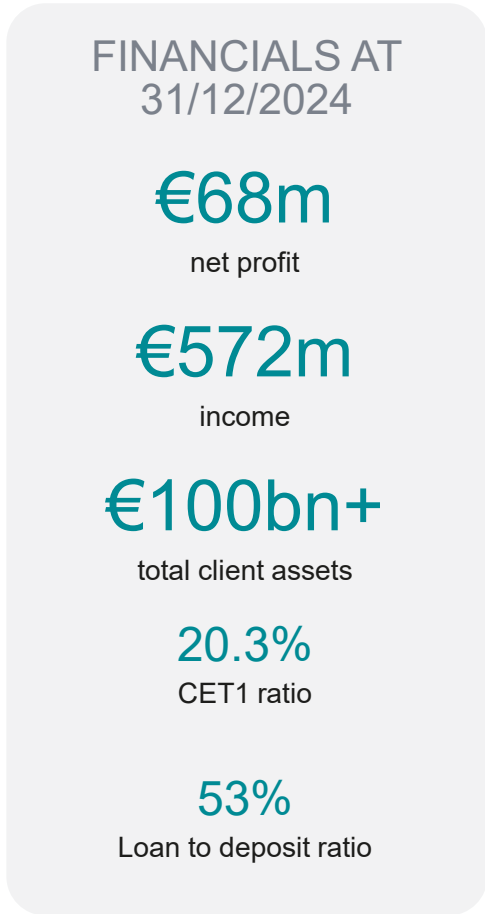 FINANCIALS AT
31/12/2024
€68m
net profit
€572m
income
€100bn+
total client assets
20.3%
CET1 ratio
53%
Loan to deposit ratio